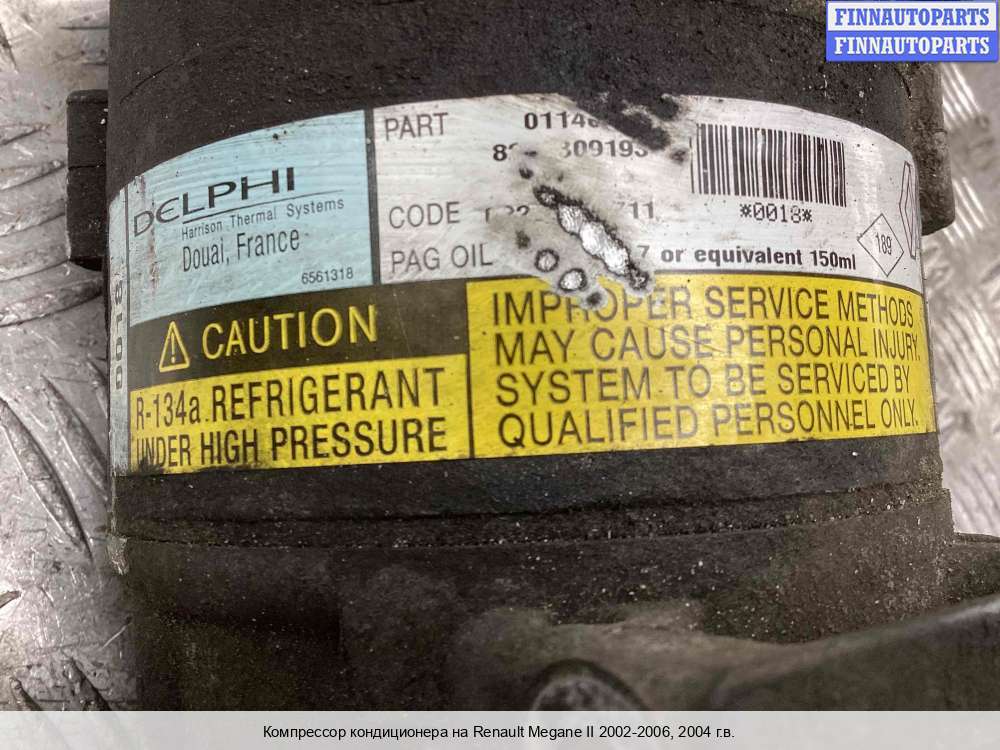 FINNAUTOPARTS
FINNAUTOPARTS
DELPHI
Harrison Thermal Systems
Douai, France
6561318
PART
CODE
*0018*
189
PAG OIL
or equivalent 150ml
0018
CAUTION
R-134a REFRIGERANT
UNDER HIGH PRESSURE
IMPROPER SERVICE METHODS
MAY CAUSE PERSONAL INJURY.
SYSTEM TO BE SERVICED BY
QUALIFIED PERSONNEL ONLY.
Компрессор кондиционера на Renault Megane II 2002-2006, 2004 г.в.